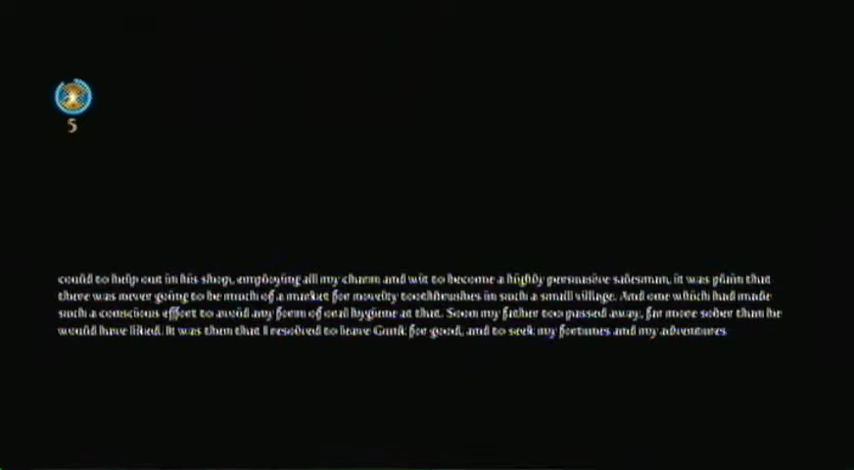 5
could to help out in his shop, employing all my charm and wit to become a highly persuasive salesman, it was plain that
there was never going to be much of a market for novelty toothbrushes in such a small village. And one which had made
such a conscious effort to avoid any form of oral hygiene at that. Soon my father too passed away, far more sober than he
would have liked. It was then that I resolved to leave Gunk for good, and to seek my fortunes and my adventures